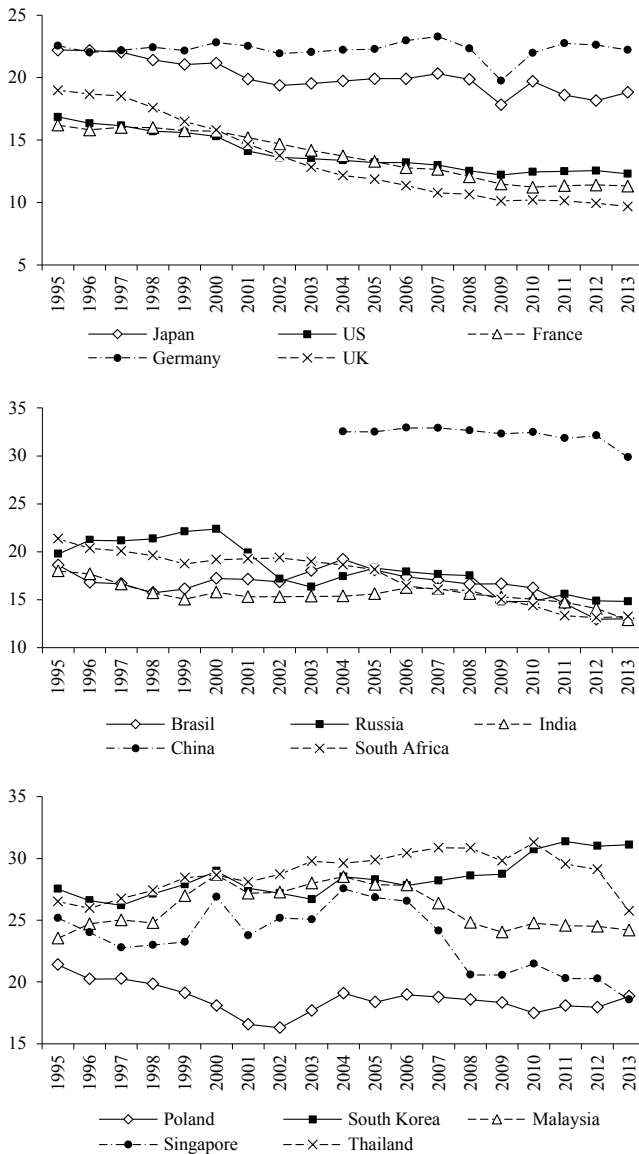 25
20
15
10
5
1995 1996 1997 1998 1999 2000 2001 2002 2003 2004 2005 2006 2007 2008 2009 2010 2011 2012 2013
Japan US France
Germany UK
35
30
25
20
15
10
1995 1996 1997 1998 1999 2000 2001 2002 2003 2004 2005 2006 2007 2008 2009 2010 2011 2012 2013
Brasil Russia India
China South Africa
35
30
25
20
15
1995 1996 1997 1998 1999 2000 2001 2002 2003 2004 2005 2006 2007 2008 2009 2010 2011 2012 2013
Poland South Korea Malaysia
Singapore Thailand